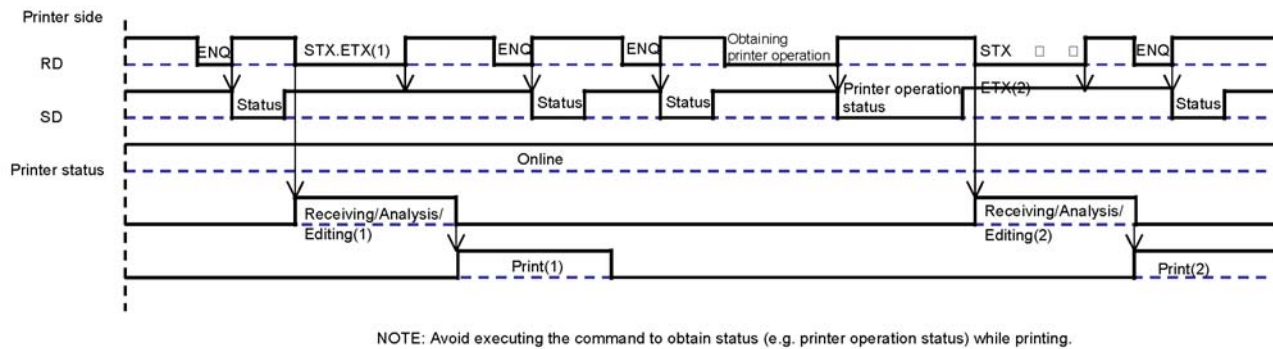 Printer side
RD
ENQ
STX.ETX(1)
ENQ
ENQ
Obtaining
printer operation
STX □ □
ENQ
SD
Status
Status
Status
Printer operation
status
ETX(2)
Status
Printer status
Online
Receiving/Analysis/
Editing(1)
Receiving/Analysis/
Editing(2)
Print(1)
Print(2)
NOTE: Avoid executing the command to obtain status (e.g. printer operation status) while printing.